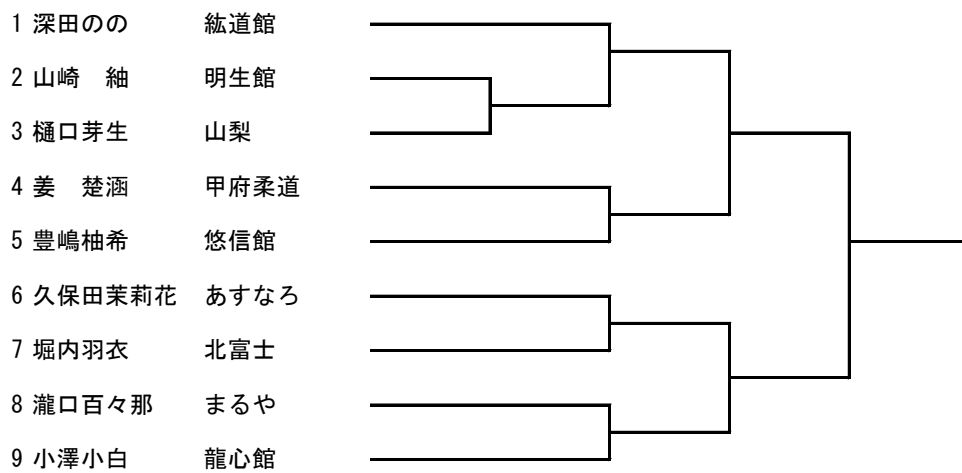 1 深田のの 紘道館
2 山崎　紬 明生館
3 樋口芽生 山梨
4 姜　楚涵 甲府柔道
5 豊嶋柚希 悠信館
6 久保田茉莉花 あすなろ
7 堀内羽衣 北富士
8 瀧口百々那 まるや
9 小澤小白 龍心館